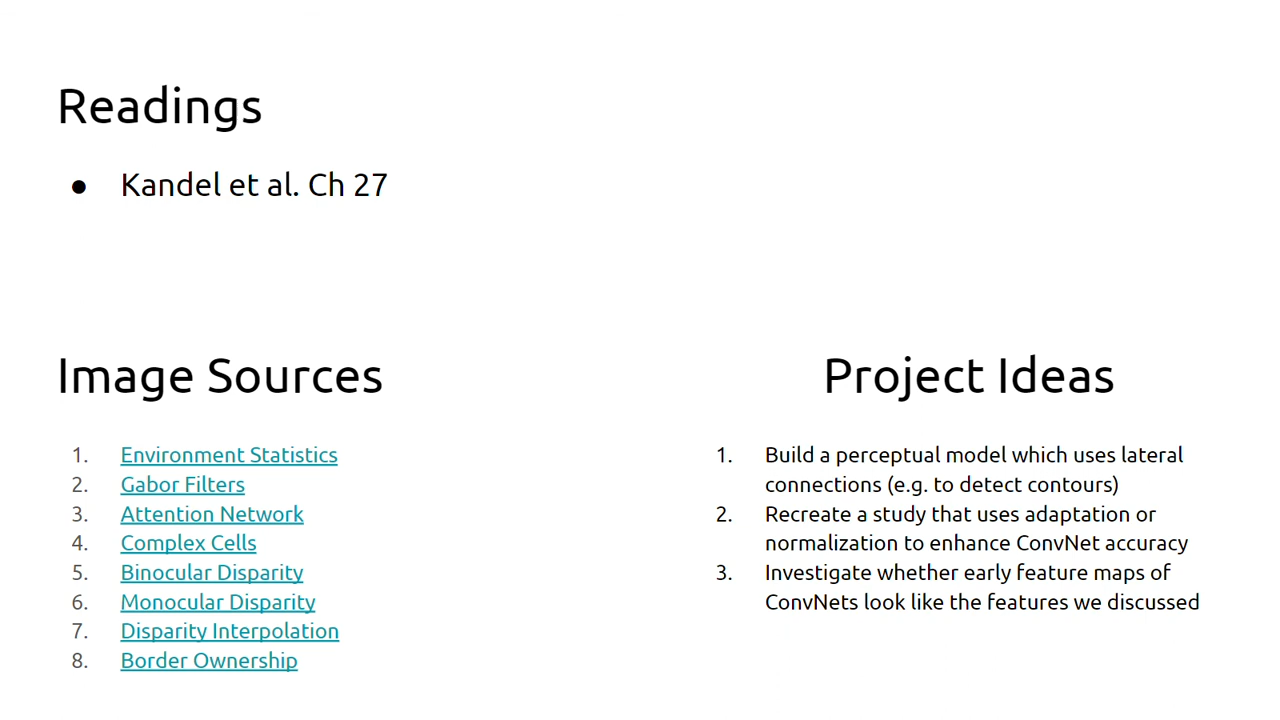 Readings
● Kandel et al. Ch 27
Image Sources
1. Environment Statistics
2. Gabor Filters
3. Attention Network
4. Complex Cells
5. Binocular Disparity
6. Monocular Disparity
7. Disparity Interpolation
8. Border Ownership
Project Ideas
1. Build a perceptual model which uses lateral
connections (e.g. to detect contours)
2. Recreate a study that uses adaptation or
normalization to enhance ConvNet accuracy
3. Investigate whether early feature maps of
ConvNets look like the features we discussed